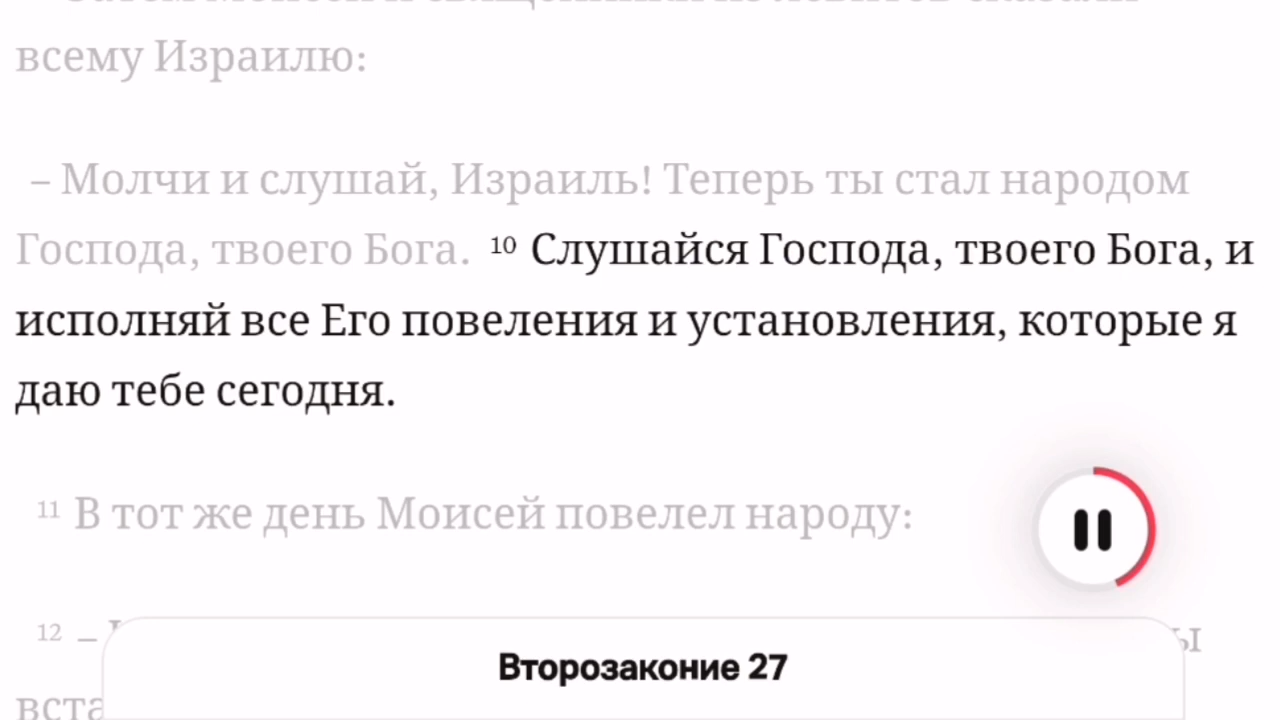 всему Израилю:
– Молчи и слушай, Израиль! Теперь ты стал народом
Господа, твоего Бога. 10 Слушайся Господа, твоего Бога, и
исполняй все Его повеления и установления, которые я
даю тебе сегодня.
11 В тот же день Моисей повелел народу:
12 –
Второзаконие 27